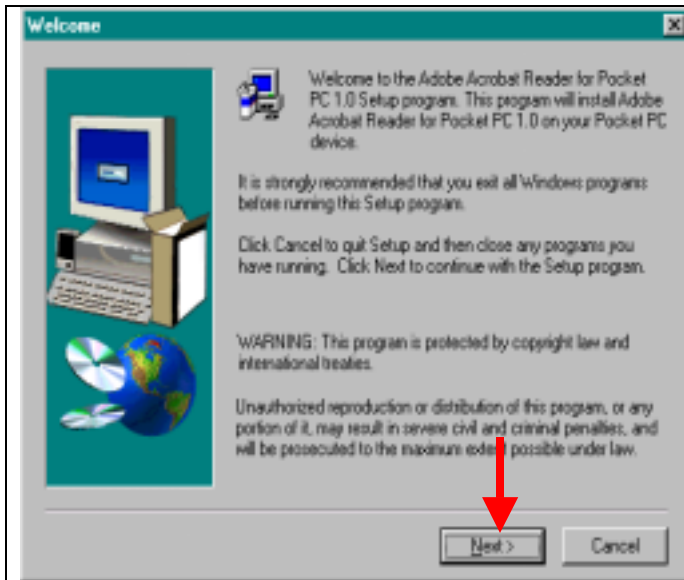 Welcome
Welcome to the Adobe Acrobat Reader for Pocket
PC 1.0 Setup program. This program will install Adobe
Acrobat Reader for Pocket PC 1.0 on your Pocket PC
device.
It is strongly recommended that you exit all Windows programs
before running this Setup program.
Click Cancel to quit Setup and then close any programs you
have running. Click Next to continue with the Setup program.
WARNING: This program is protected by copyright law and
international treaties.
Unauthorized reproduction or distribution of this program, or any
portion of it, may result in severe civil and criminal penalties, and
will be prosecuted to the maximum extent possible under law.
Next >
Cancel